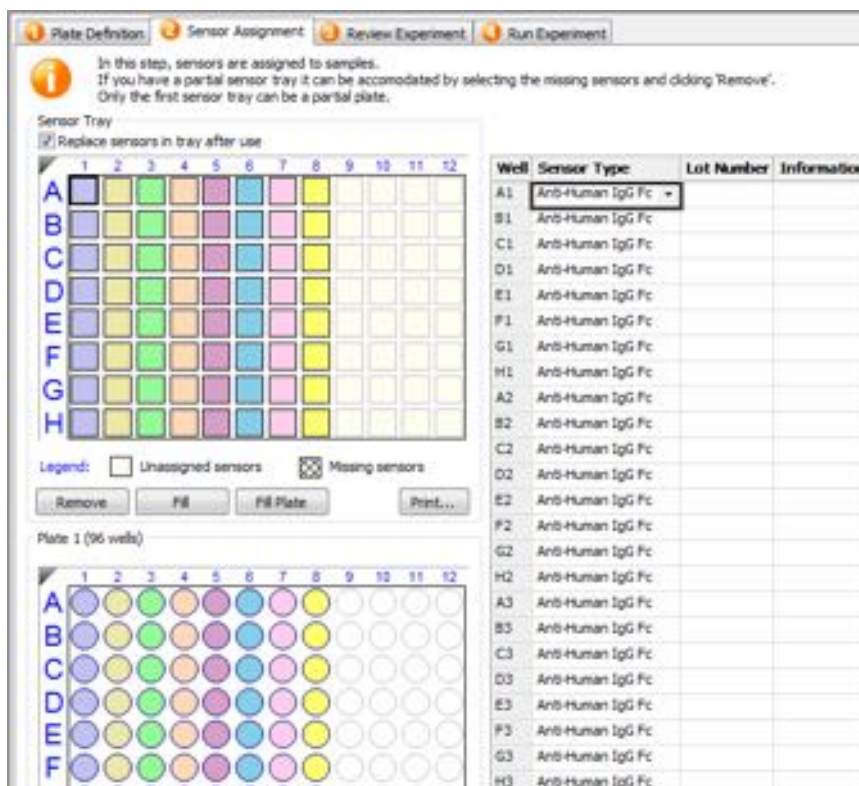 Plate Definition Sensor Assignment Review Experiment Run Experiment
In this step, sensors are assigned to samples.
If you have a partial sensor tray it can be accomodated by selecting the missing sensors and clicking 'Remove'.
Only the first sensor tray can be a partial plate.
Sensor Tray
Replace sensors in tray after use
1 2 3 4 5 6 7 8 9 10 11 12
A
B
C
D
E
F
G
H
Legend: Unassigned sensors Missing sensors
Remove Fill Fill Plate Print...
Plate 1 (96 wells)
1 2 3 4 5 6 7 8 9 10 11 12
A
B
C
D
E
F
Well Sensor Type Lot Number Information
A1 Anti-Human IgG Fc
B1 Anti-Human IgG Fc
C1 Anti-Human IgG Fc
D1 Anti-Human IgG Fc
E1 Anti-Human IgG Fc
F1 Anti-Human IgG Fc
G1 Anti-Human IgG Fc
H1 Anti-Human IgG Fc
A2 Anti-Human IgG Fc
B2 Anti-Human IgG Fc
C2 Anti-Human IgG Fc
D2 Anti-Human IgG Fc
E2 Anti-Human IgG Fc
F2 Anti-Human IgG Fc
G2 Anti-Human IgG Fc
H2 Anti-Human IgG Fc
A3 Anti-Human IgG Fc
B3 Anti-Human IgG Fc
C3 Anti-Human IgG Fc
D3 Anti-Human IgG Fc
E3 Anti-Human IgG Fc
F3 Anti-Human IgG Fc
G3 Anti-Human IgG Fc
H3 Anti-Human IgG Fc